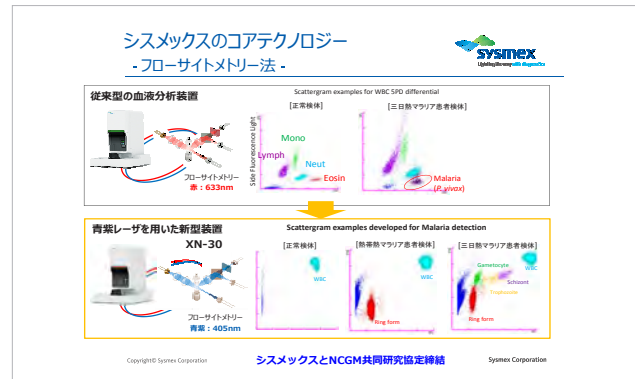 シスメックスのコアテクノロジー
- フローサイトメトリー法 -
sysmex
Lighting the way with diagnostics
従来型の血液分析装置
フローサイトメトリー
赤：633nm
Scattergram examples for WBC 5PD differential
[正常検体]
[三日熱マラリア患者検体]
Side Fluorescence Light
Mono
Lymph
Neut
Eosin
Malaria
(P. vivax)
青紫レーザを用いた新型装置
XN-30
フローサイトメトリー
青紫：405nm
Scattergram examples developed for Malaria detection
[正常検体]
[熱帯熱マラリア患者検体]
[三日熱マラリア患者検体]
WBC
WBC
Ring form
Gametocyte
WBC
Schizont
Trophozoite
Ring form
Copyright© Sysmex Corporation
シスメックスとNCGM共同研究協定締結
Sysmex Corporation